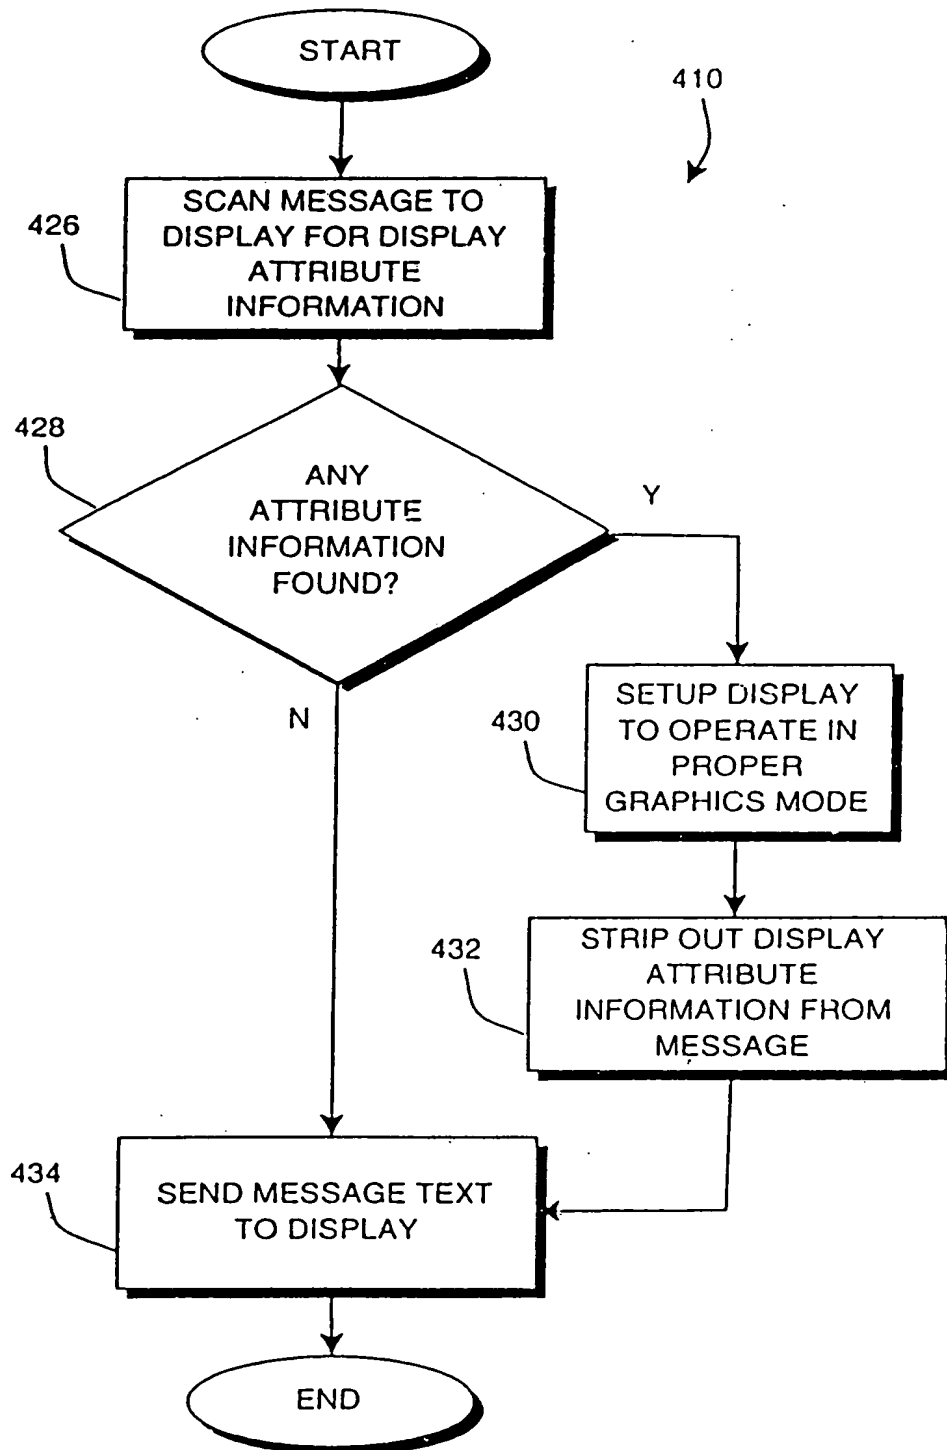 START
410
SCAN MESSAGE TO
DISPLAY FOR DISPLAY
ATTRIBUTE
INFORMATION
426
428
ANY
ATTRIBUTE
INFORMATION
FOUND?
Y
N
SETUP DISPLAY
TO OPERATE IN
PROPER
GRAPHICS MODE
430
STRIP OUT DISPLAY
ATTRIBUTE
INFORMATION FROM
MESSAGE
432
434
SEND MESSAGE TEXT
TO DISPLAY
END